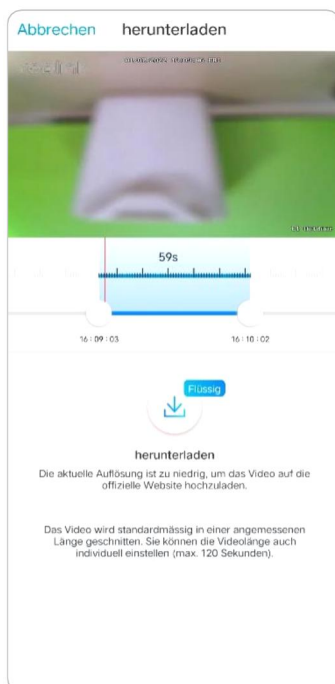 Abbrechen herunterladen
59s
16:09:03 16:10:02
Flüssig
herunterladen
Die aktuelle Auflösung ist zu niedrig, um das Video auf die
offizielle Website hochzuladen.
Das Video wird standardmässig in einer angemessenen
Länge geschnitten. Sie können die Videolänge auch
individuell einstellen (max. 120 Sekunden).